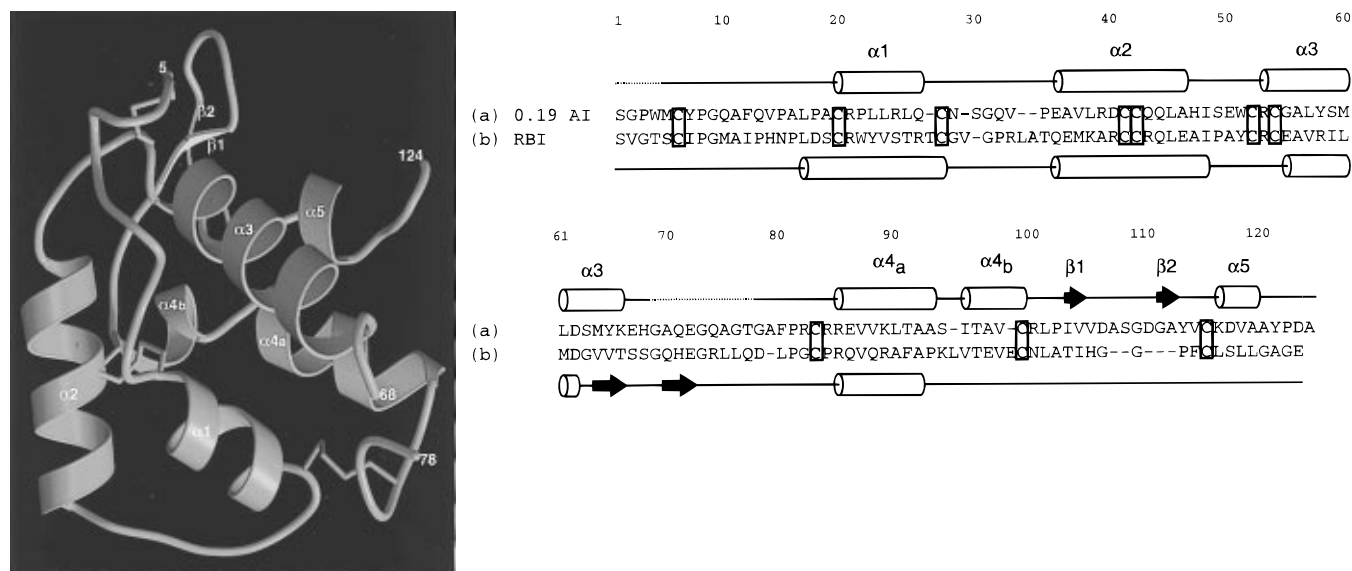 5
β2
β1
124
α5
α3
α4b
α4a
α2
68
α1
78
1 10 20 30 40 50 60
α1 α2 α3
(a) 0.19 AI SGPWMCYPGQAFQVPALPACRPLLRLQ-CN-SGQV--PEAVLRDCCQQLAHISEWCRCGALYSM
(b) RBI SVGTSCIPGMAIPHNPLDSCRWYVSTRTCGV-GPRLATQEMKARCCRQLEAIPAYCRCEAVRIL
61 70 80 90 100 110 120
α3 α4a α4b β1 β2 α5
(a) LDSMYKEHGAQEGQAGTGAFPRCRREVVKLTAAS-ITAV-CRLPIVVDASGDGAYVCKDVAAYPDA
(b) MDGVVTSSGQHEGRLLQD-LPGCPRQVQRAFAPKLVTEVECNLATIHG--G---PFCLSLLGAGE